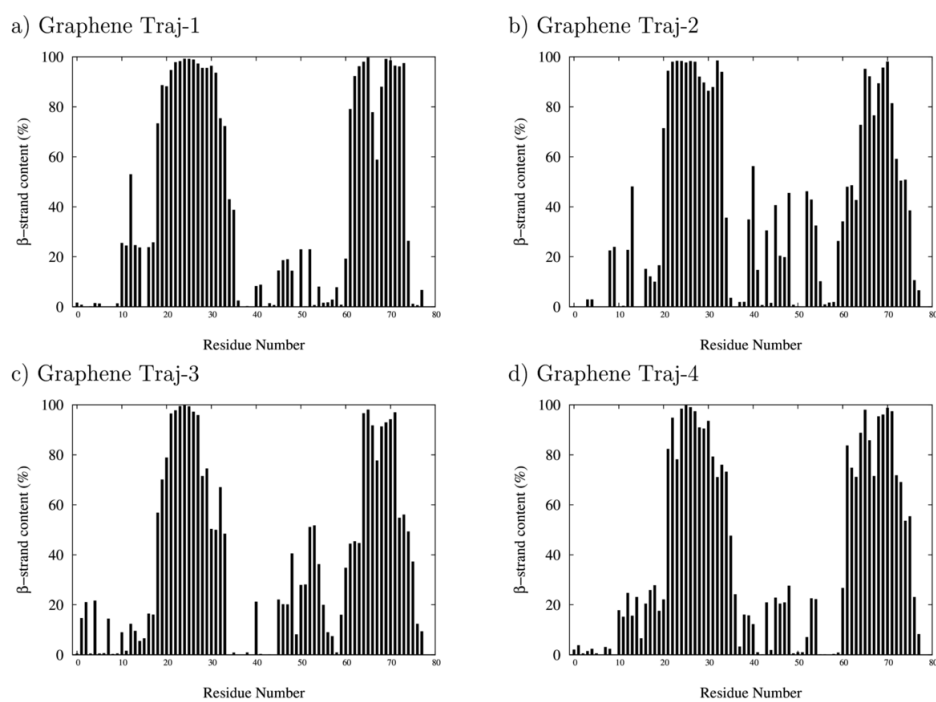 a) Graphene Traj-1
100
80
60
40
20
0
β−strand content (%)
0 10 20 30 40 50 60 70 80
Residue Number
b) Graphene Traj-2
100
80
60
40
20
0
β−strand content (%)
0 10 20 30 40 50 60 70 80
Residue Number
c) Graphene Traj-3
100
80
60
40
20
0
β−strand content (%)
0 10 20 30 40 50 60 70 80
Residue Number
d) Graphene Traj-4
100
80
60
40
20
0
β−strand content (%)
0 10 20 30 40 50 60 70 80
Residue Number